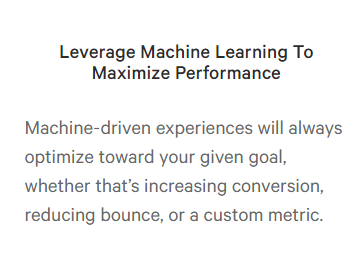 Leverage Machine Learning To
Maximize Performance
Machine-driven experiences will always
optimize toward your given goal,
whether that’s increasing conversion,
reducing bounce, or a custom metric.